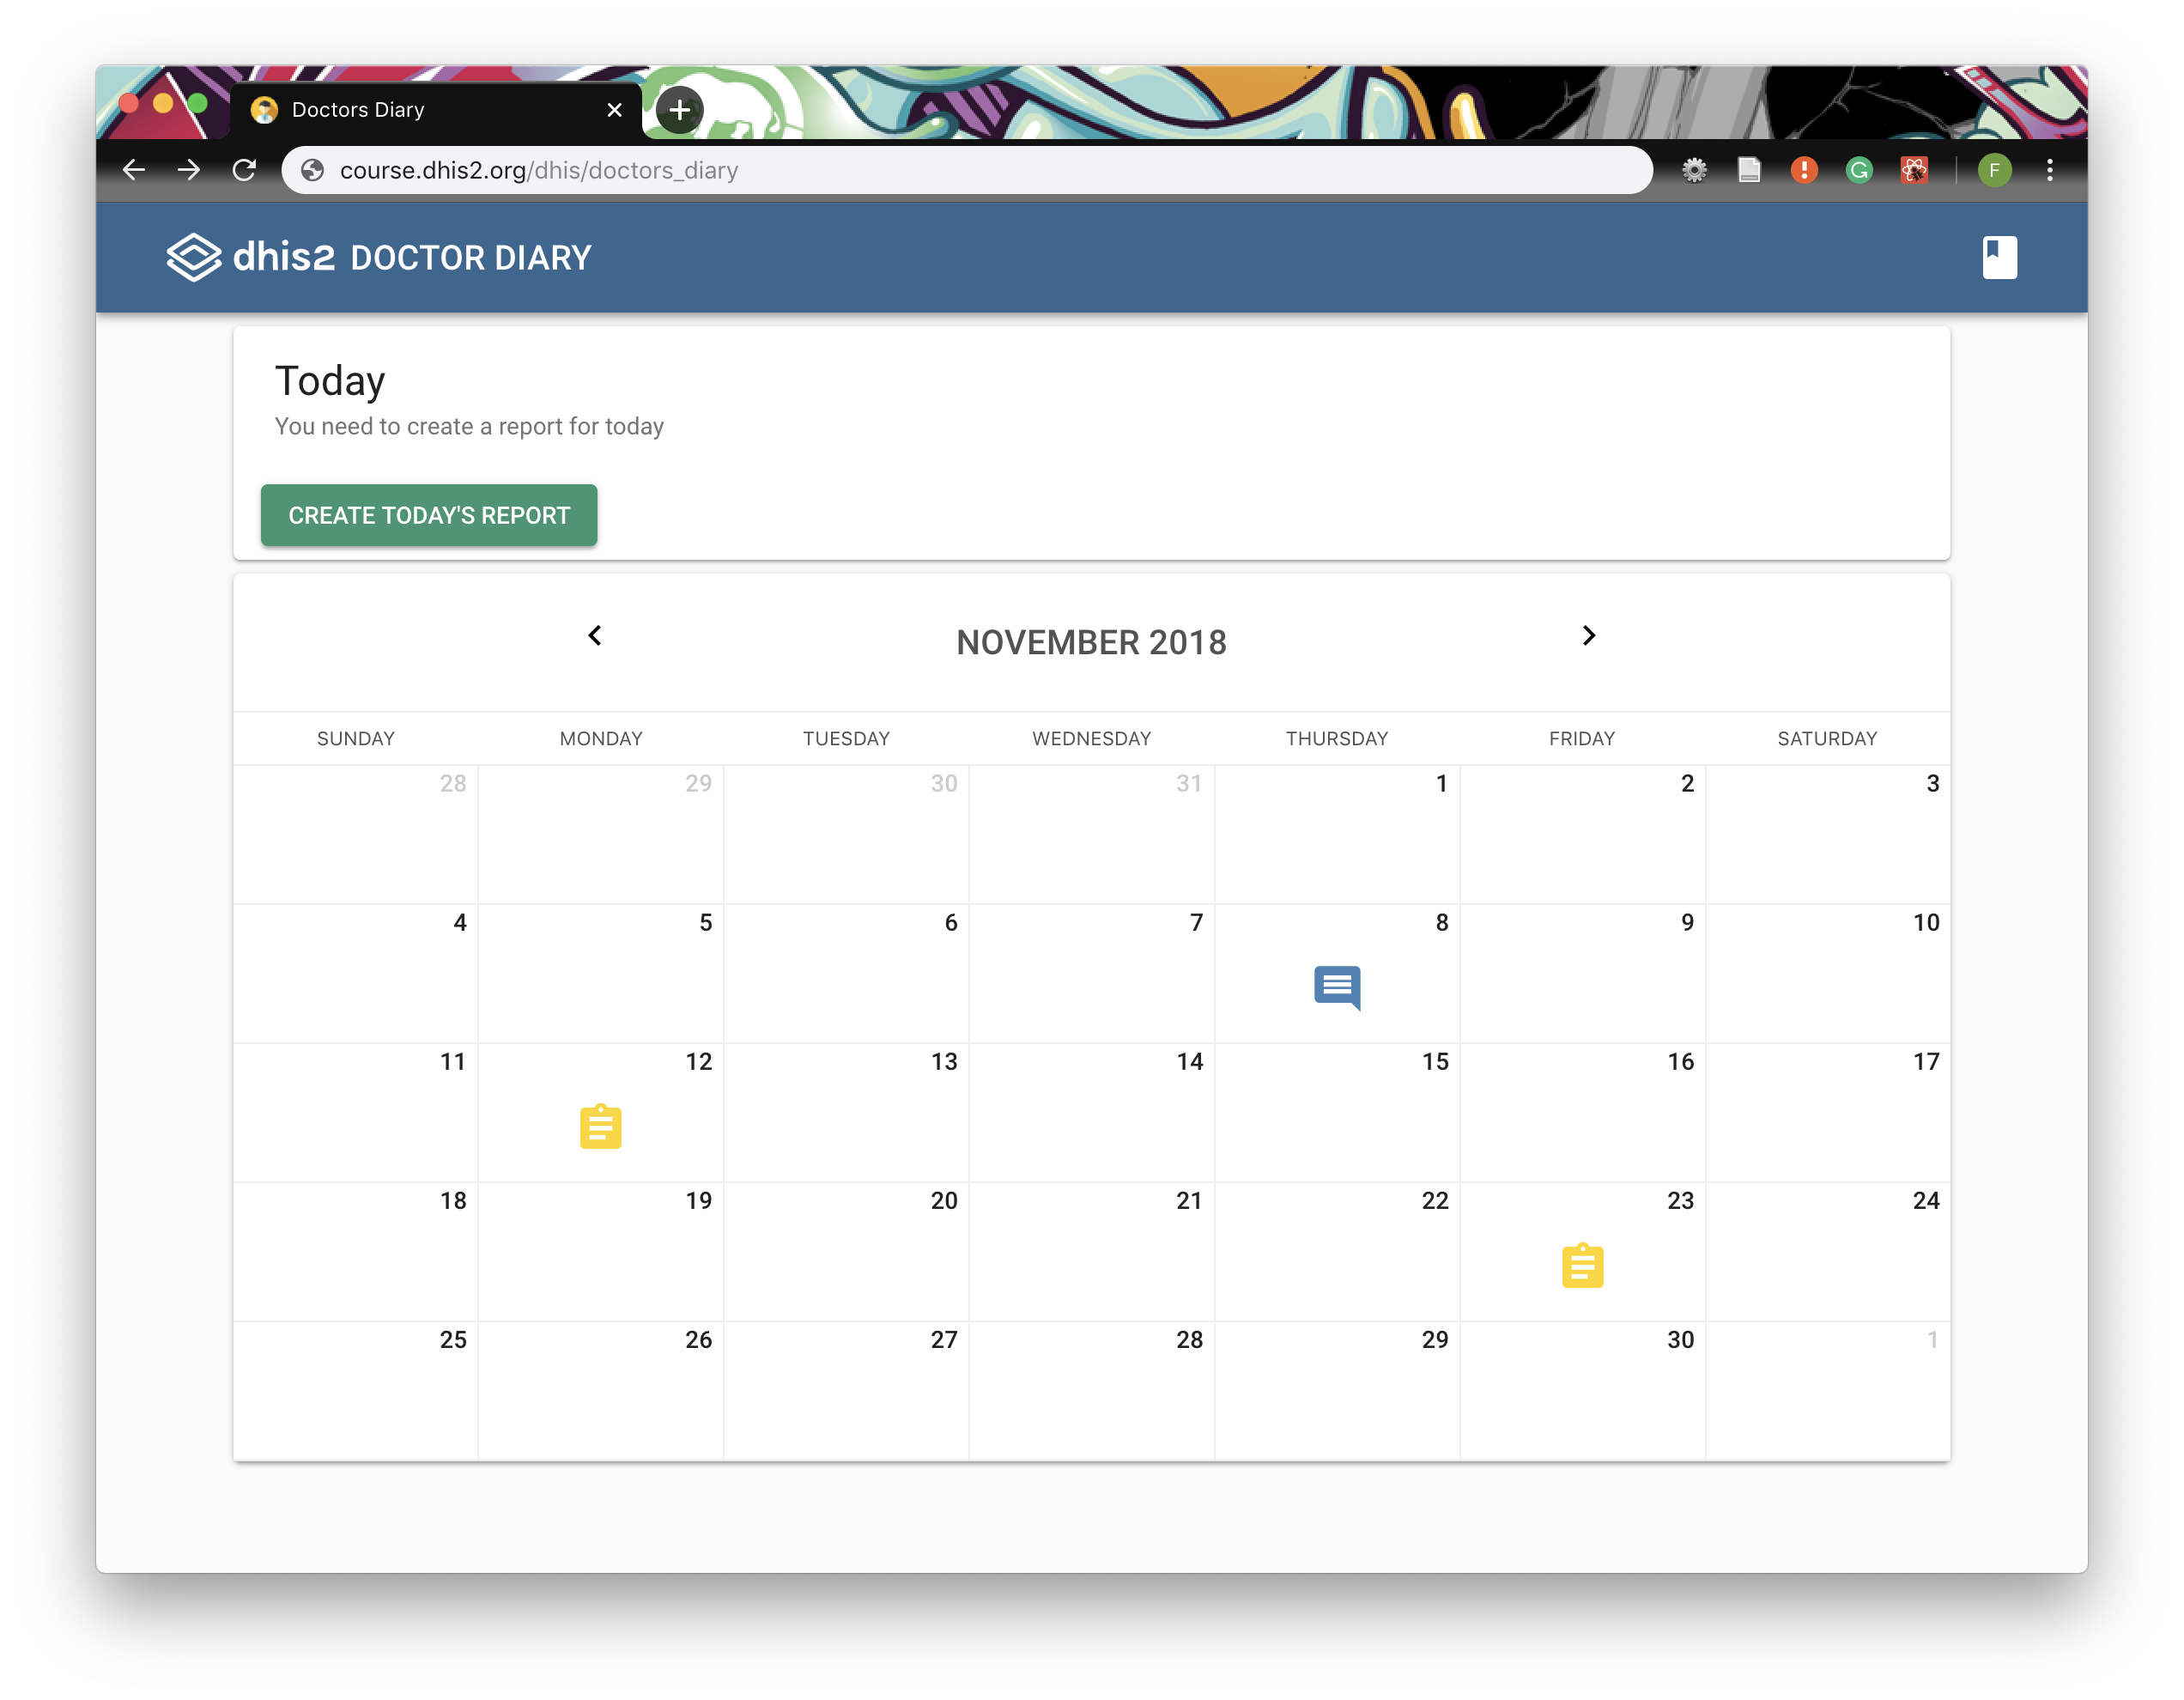 Doctors Diary
course.dhis2.org/dhis/doctors_diary
F
dhis2 DOCTOR DIARY
Today
You need to create a report for today
CREATE TODAY'S REPORT
NOVEMBER 2018
SUNDAY MONDAY TUESDAY WEDNESDAY THURSDAY FRIDAY SATURDAY
28 29 30 31 1 2 3
4 5 6 7 8 9 10
11 12 13 14 15 16 17
18 19 20 21 22 23 24
25 26 27 28 29 30 1